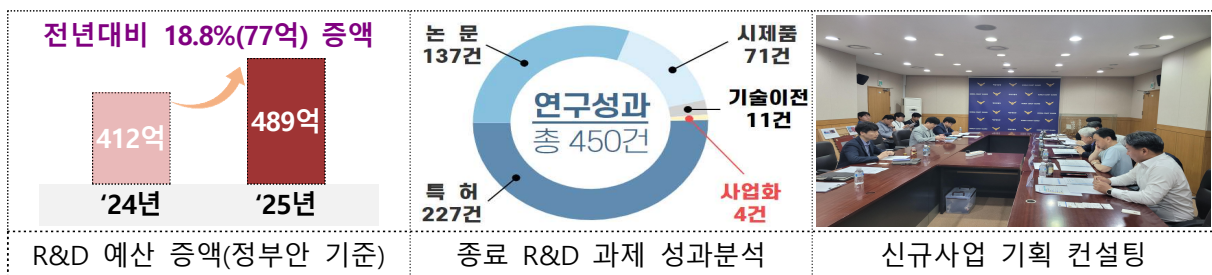 전년대비 18.8%(77억) 증액
412억
489억
‘24년
‘25년
R&D 예산 증액(정부안 기준)
논 문
137건
시제품
71건
기술이전
11건
연구성과
총 450건
특 허
227건
사업화
4건
종료 R&D 과제 성과분석
신규사업 기획 컨설팅